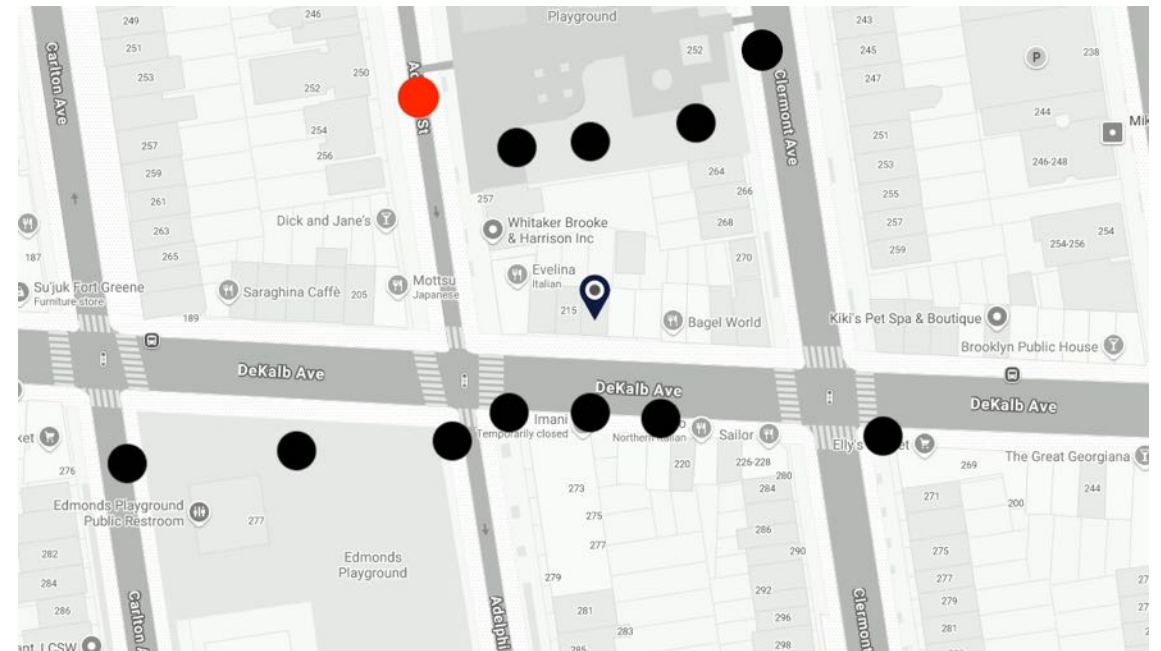 249
246
Playground
243
251
Carlton Ave
252
245
238
253
250
P
252
247
Clermont Ave
244
254
251
257
256
246-248
259
264
253
261
257
266
255
263
Dick and Jane's
Whitaker Brooke
& Harrison Inc
268
257
254
187
265
259
254-256
Evelina
Italian
270
Su'juk Fort Greene
Furniture store
Saraghina Caffè
205
Mottsu
Japanese
215
189
Bagel World
Kiki's Pet Spa & Boutique
Brooklyn Public House
DeKalb Ave
DeKalb Ave
DeKalb Ave
Imani
Temporarily closed
Northern Italian
Sailor
226-228
280
220
276
269
The Great Georgiana
273
284
271
200
244
Edmonds Playground
Public Restroom
277
275
286
277
290
275
282
Edmonds
Playground
279
277
284
292
279
286
281
296
281
283
298
285
Carlton
Adelphi
Clermont